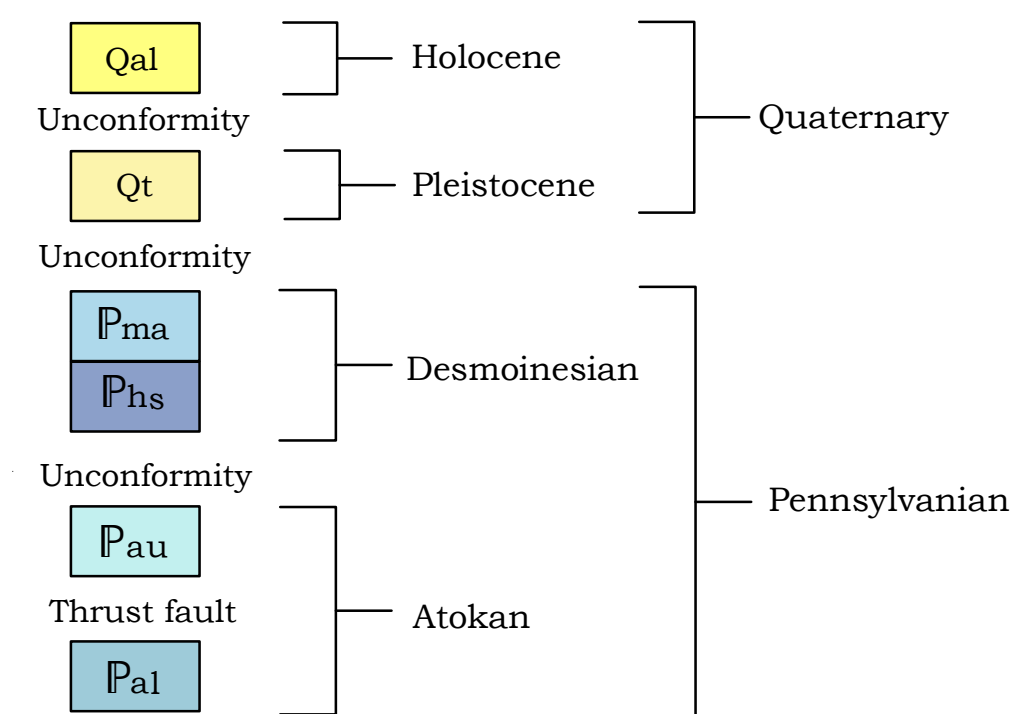 Qal
Holocene
Unconformity
Quaternary
Qt
Pleistocene
Unconformity
ℙma
Desmoinesian
ℙhs
Unconformity
Pennsylvanian
ℙau
Thrust fault
Atokan
ℙal